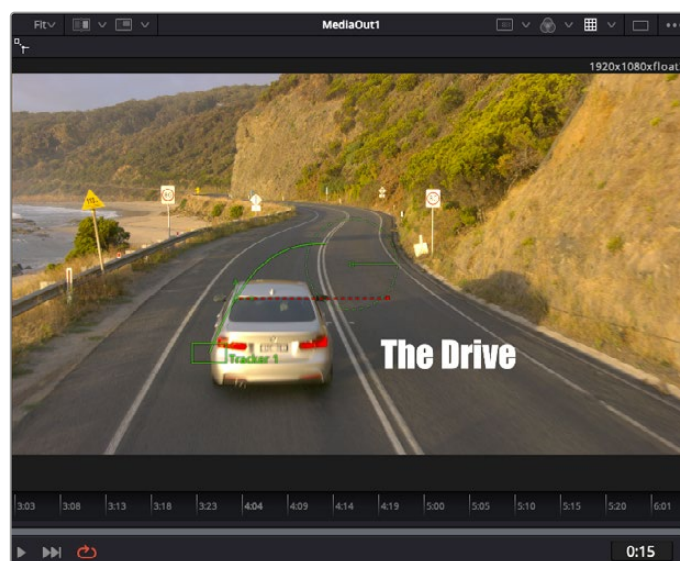 Fit
MediaOut1
1920x1080xfloat
Tracker 1
The Drive
3:03 3:08 3:13 3:18 3:23 4:04 4:09 4:14 4:19 5:00 5:05 5:10 5:15 5:20 6:01
0:15